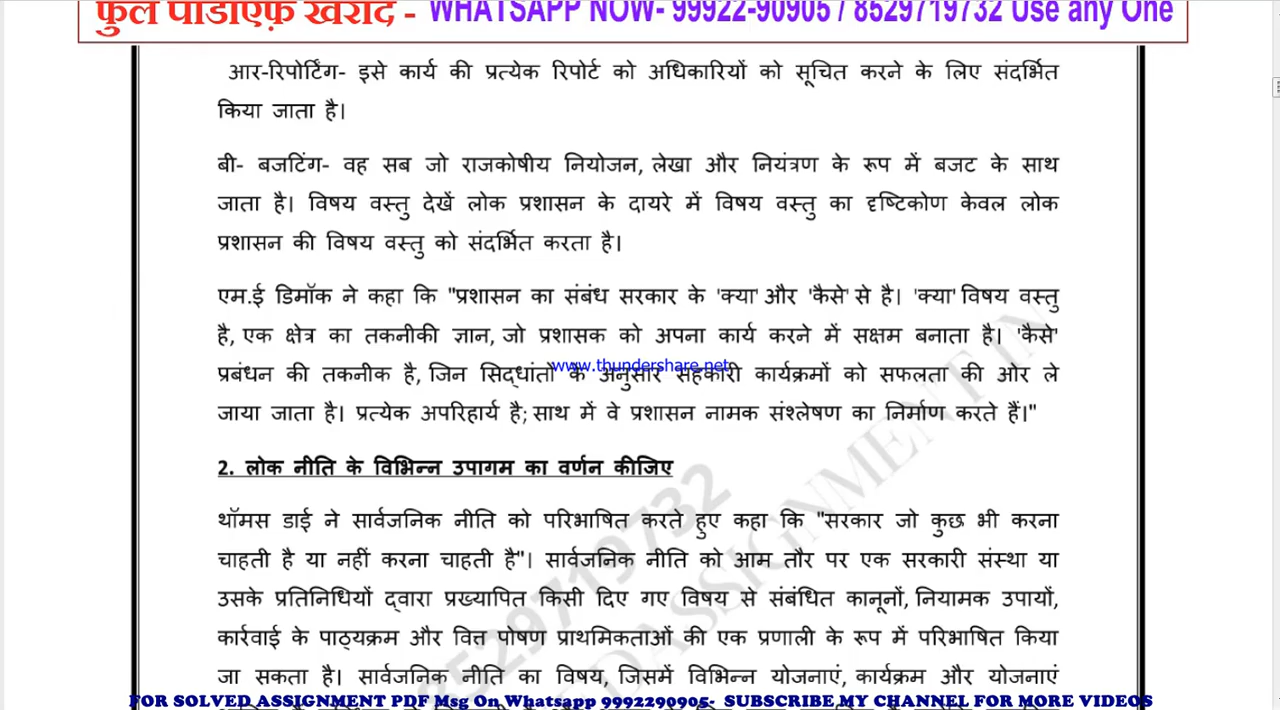 फुल पीडीएफ़ खरीदें - WHATSAPP NOW- 99922-90905 / 8529719732 Use any One
आर-रिपोर्टिंग- इसे कार्य की प्रत्येक रिपोर्ट को अधिकारियों को सूचित करने के लिए संदर्भित
किया जाता है।
बी- बजटिंग- वह सब जो राजकोषीय नियोजन, लेखा और नियंत्रण के रूप में बजट के साथ
जाता है। विषय वस्तु देखें लोक प्रशासन के दायरे में विषय वस्तु का दृष्टिकोण केवल लोक
प्रशासन की विषय वस्तु को संदर्भित करता है।
एम.ई डिमॉक ने कहा कि "प्रशासन का संबंध सरकार के 'क्या' और 'कैसे' से है। 'क्या' विषय वस्तु
है, एक क्षेत्र का तकनीकी ज्ञान, जो प्रशासक को अपना कार्य करने में सक्षम बनाता है। 'कैसे'
प्रबंधन की तकनीक है, जिन सिद्धांतों के अनुसार सहकारी कार्यक्रमों को सफलता की ओर ले
www.thundershare.net
जाया जाता है। प्रत्येक अपरिहार्य है; साथ में वे प्रशासन नामक संश्लेषण का निर्माण करते हैं।"
2. लोक नीति के विभिन्न उपागम का वर्णन कीजिए
थॉमस डाई ने सार्वजनिक नीति को परिभाषित करते हुए कहा कि "सरकार जो कुछ भी करना
चाहती है या नहीं करना चाहती है"। सार्वजनिक नीति को आम तौर पर एक सरकारी संस्था या
उसके प्रतिनिधियों द्वारा प्रख्यापित किसी दिए गए विषय से संबंधित कानूनों, नियामक उपायों,
कार्रवाई के पाठ्यक्रम और वित्त पोषण प्राथमिकताओं की एक प्रणाली के रूप में परिभाषित किया
जा सकता है। सार्वजनिक नीति का विषय, जिसमें विभिन्न योजनाएं, कार्यक्रम और योजनाएं
8529719732
ASSIGNMENT IN
FOR SOLVED ASSIGNMENT PDF Msg On Whatsapp 9992290905- SUBSCRIBE MY CHANNEL FOR MORE VIDEOS